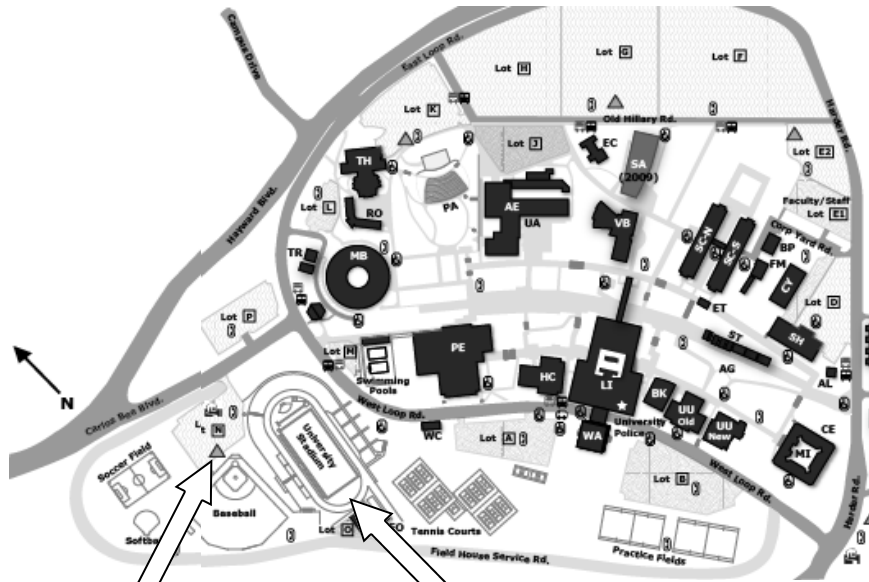 Campus Drive
East Loop Rd.
Lot H
Lot G
Lot F
Lot K
Old Hillary Rd.
Harder Rd.
EC
Lot J
SA
(2009)
Lot E2
TH
Faculty/Staff
Lot E1
Lot L
RO
PA
AE
UA
VB
SC-N
SC-S
Corp Yard Rd.
BP
FM
CY
Hayward Blvd.
TR
MB
Lot D
ET
Lot P
ST
SH
PE
Lot M
Swimming
Pools
HC
LI
AG
AL
N
Carlos Bee Blvd.
West Loop Rd.
BK
UU
Old
UU
New
CE
MI
University
Police
WA
WC
Lot A
L t N
University
Stadium
Soccer Field
Baseball
Softb
Lot O
EO
Tennis Courts
Lot B
West Loop Rd.
Practice Fields
Field House Service Rd.
Harder Rd.